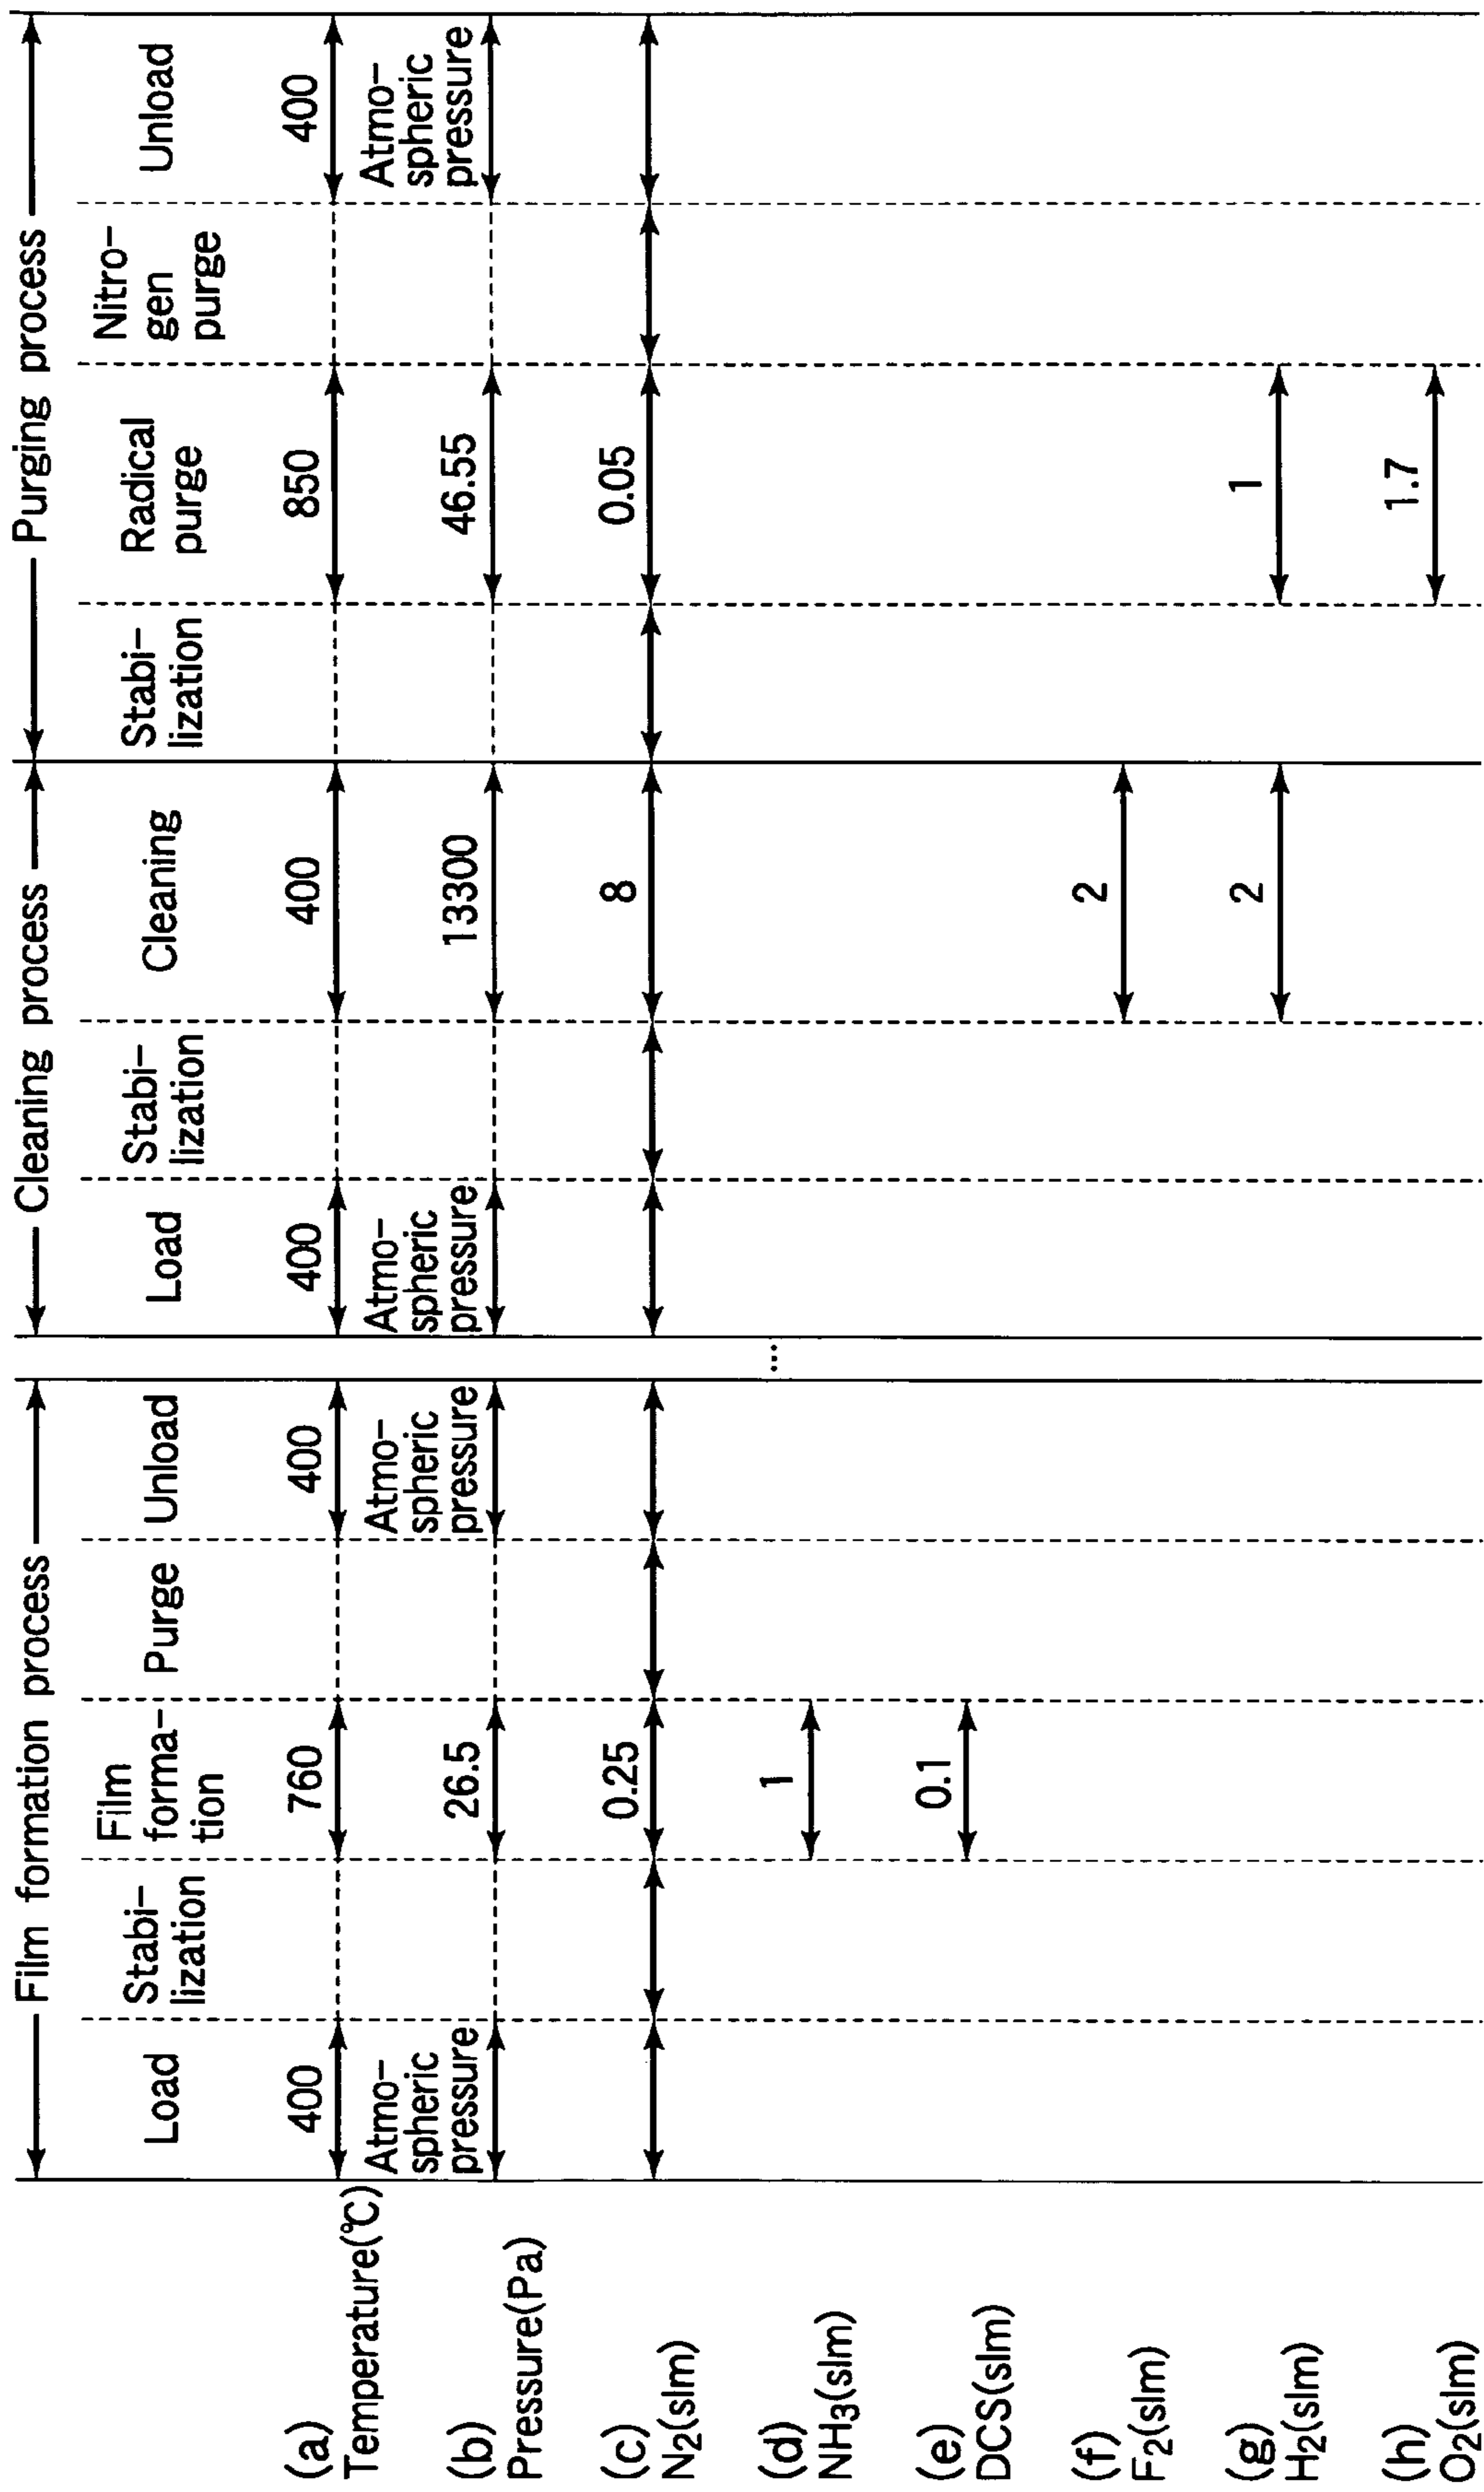 Film formation process
Cleaning process
Purging process
Load
Stabi-
lization
Film
forma-
tion
Purge
Unload
Load
Stabi-
lization
Cleaning
Stabi-
lization
Radical
purge
Nitro-
gen
purge
Unload
(a)
Temperature(℃)
400
760
400
400
400
850
400
(b)
Pressure(Pa)
Atmo-
spheric
pressure
26.5
Atmo-
spheric
pressure
Atmo-
spheric
pressure
13300
46.55
Atmo-
spheric
pressure
(c)
N2(slm)
0.25
8
0.05
...
(d)
NH3(slm)
1
(e)
DCS(slm)
0.1
(f)
F2(slm)
2
(g)
H2(slm)
2
1
(h)
O2(slm)
1.7